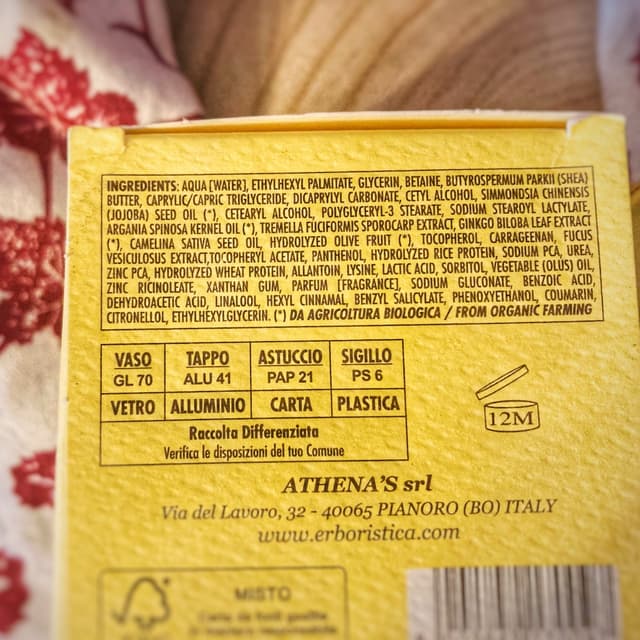 INGREDIENTS: AQUA [WATER], ETHYLHEXYL PALMITATE, GLYCERIN, BETAINE, BUTYROSPERMUM PARKII (SHEA)
BUTTER, CAPRYLIC/CAPRIC TRIGLYCERIDE, DICAPRYLYL CARBONATE, CETYL ALCOHOL, SIMMONDSIA CHINENSIS
(JOJOBA) SEED OIL (*), CETEARYL ALCOHOL, POLYGLYCERYL-3 STEARATE, SODIUM STEAROYL LACTYLATE,
ARGANIA SPINOSA KERNEL OIL (*), TREMELLA FUCIFORMIS SPOROCARP EXTRACT, GINKGO BILOBA LEAF EXTRACT
(*), CAMELINA SATIVA SEED OIL, HYDROLYZED OLIVE FRUIT (*), TOCOPHEROL, CARRAGEENAN, FUCUS
VESICULOSUS EXTRACT,TOCOPHERYL ACETATE, PANTHENOL, HYDROLYZED RICE PROTEIN, SODIUM PCA, UREA,
ZINC PCA, HYDROLYZED WHEAT PROTEIN, ALLANTOIN, LYSINE, LACTIC ACID, SORBITOL, VEGETABLE (OLUS) OIL,
ZINC RICINOLEATE, XANTHAN GUM, PARFUM [FRAGRANCE], SODIUM GLUCONATE, BENZOIC ACID,
DEHYDROACETIC ACID, LINALOOL, HEXYL CINNAMAL, BENZYL SALICYLATE, PHENOXYETHANOL, COUMARIN,
CITRONELLOL, ETHYLHEXYLGLYCERIN. (*) DA AGRICOLTURA BIOLOGICA / FROM ORGANIC FARMING
VASO TAPPO ASTUCCIO SIGILLO
GL 70 ALU 41 PAP 21 PS 6
VETRO ALLUMINIO CARTA PLASTICA
Raccolta Differenziata
Verifica le disposizioni del tuo Comune
12M
ATHENA'S srl
Via del Lavoro, 32 - 40065 PIANORO (BO) ITALY
www.erboristica.com
MISTO